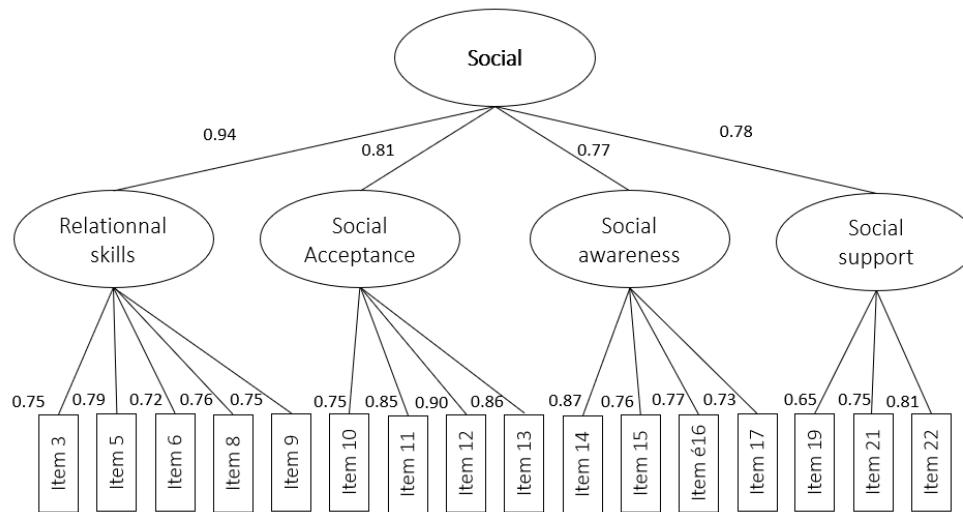 Social
0.94
0.81
0.77
0.78
Relationnal
skills
Social
Acceptance
Social
awareness
Social
support
0.75
0.79
0.72
0.76
0.75
0.75
0.85
0.90
0.86
0.87
0.76
0.77
0.73
0.65
0.75
0.81
Item 3
Item 5
Item 6
Item 8
Item 9
Item 10
Item 11
Item 12
Item 13
Item 14
Item 15
Item é16
Item 17
Item 19
Item 21
Item 22